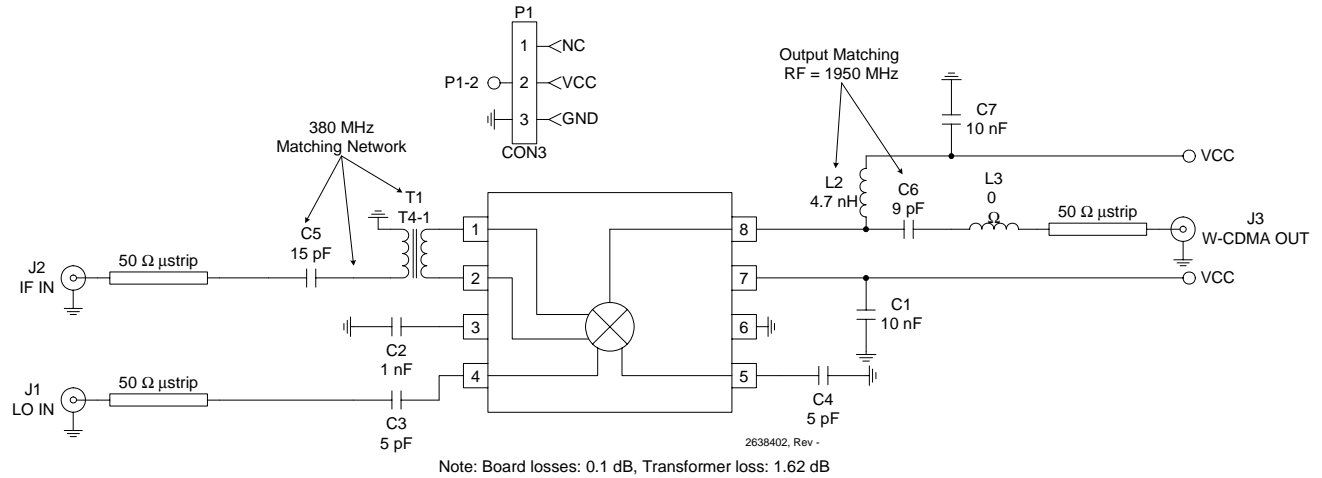 P1
1
NC
P1-2
2
VCC
3
GND
CON3
Output Matching
RF = 1950 MHz
C7
10 nF
VCC
380 MHz
Matching Network
T1
T4-1
L2
4.7 nH
C6
9 pF
L3
0
Ω
50 Ω μstrip
J3
W-CDMA OUT
1
8
C5
15 pF
J2
IF IN
50 Ω μstrip
2
7
VCC
C1
10 nF
3
6
C2
1 nF
J1
LO IN
50 Ω μstrip
4
5
C3
5 pF
C4
5 pF
2638402, Rev -
Note: Board losses: 0.1 dB, Transformer loss: 1.62 dB